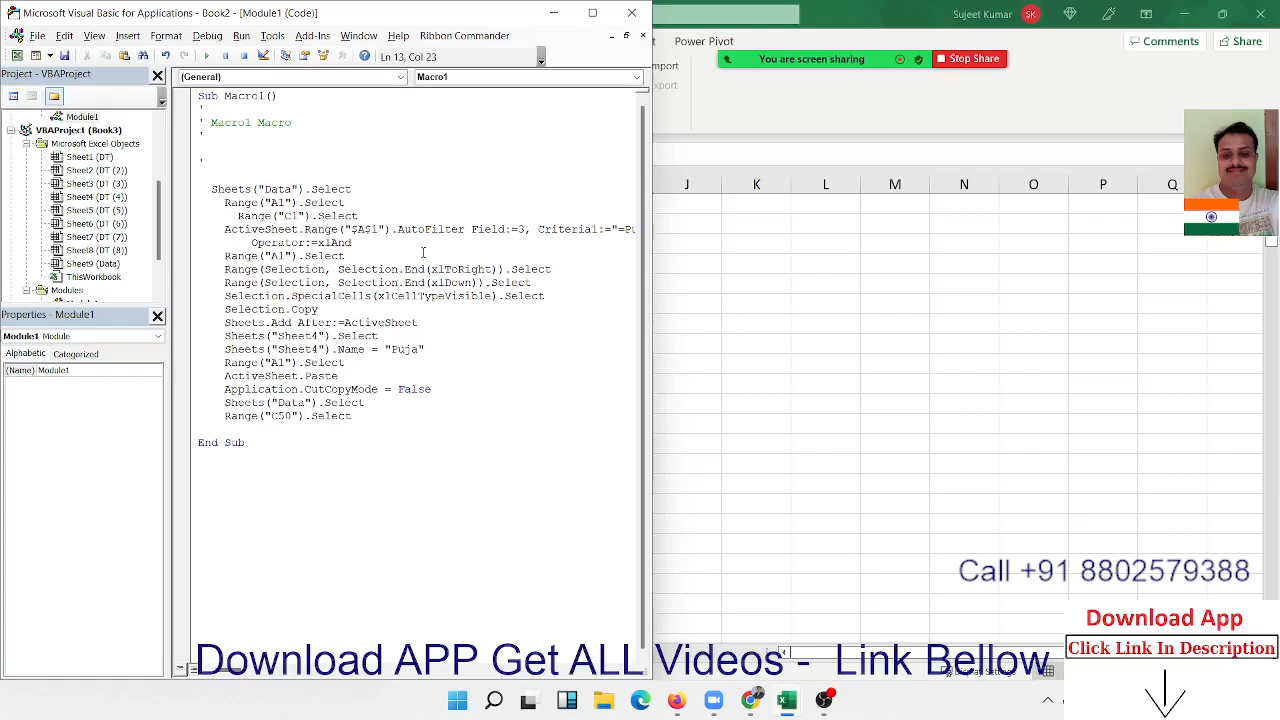 Microsoft Visual Basic for Applications - Book2 - [Module1 (Code)]
Sujeet Kumar SK
File Edit View Insert Format Debug Run Tools Add-Ins Window Help Ribbon Commander
Power Pivot
Comments
Share
Ln 13, Col 23
You are screen sharing
Stop Share
Project - VBAProject
(General)
Macro1
Module1
VBAProject (Book3)
Microsoft Excel Objects
Sheet1 (DT)
Sheet2 (DT (2))
Sheet3 (DT (3))
Sheet4 (DT (4))
Sheet5 (DT (5))
Sheet6 (DT (6))
Sheet7 (DT (7))
Sheet8 (DT (8))
Sheet9 (Data)
ThisWorkbook
Modules
Properties - Module1
Module1 Module
Alphabetic Categorized
(Name) Module1
Sub Macro1()
'
' Macro1 Macro
'
'
Sheets("Data").Select
Range("A1").Select
Range("C1").Select
ActiveSheet.Range("$A$1").AutoFilter Field:=3, Criteria1:="=Pu
Operator:=xlAnd
Range("A1").Select
Range(Selection, Selection.End(xlToRight)).Select
Range(Selection, Selection.End(xlDown)).Select
Selection.SpecialCells(xlCellTypeVisible).Select
Selection.Copy
Sheets.Add After:=ActiveSheet
Sheets("Sheet4").Select
Sheets("Sheet4").Name = "Puja"
Range("A1").Select
ActiveSheet.Paste
Application.CutCopyMode = False
Sheets("Data").Select
Range("C50").Select
End Sub
J K L M N O P Q
Call +91 8802579388
Download App
Click Link In Description
Download APP Get ALL Videos - Link Bellow